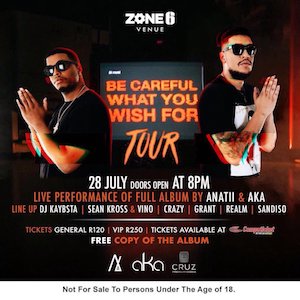 ZONE 6
VENUE
BE CAREFUL
WHAT YOU
WISH FOR
TOUR
28 JULY DOORS OPEN AT 8PM
LIVE PERFORMANCE OF FULL ALBUM BY ANATII & AKA
LINE UP DJ KAYBSTA | SEAN KROSS & VINO | CRAZY | GRANT | REALM | SANDISO
TICKETS GENERAL R120 | VIP R250 | TICKETS AVAILABLE AT Computicket
FREE COPY OF THE ALBUM
aka
CRUZ
Not For Sale To Persons Under The Age of 18.